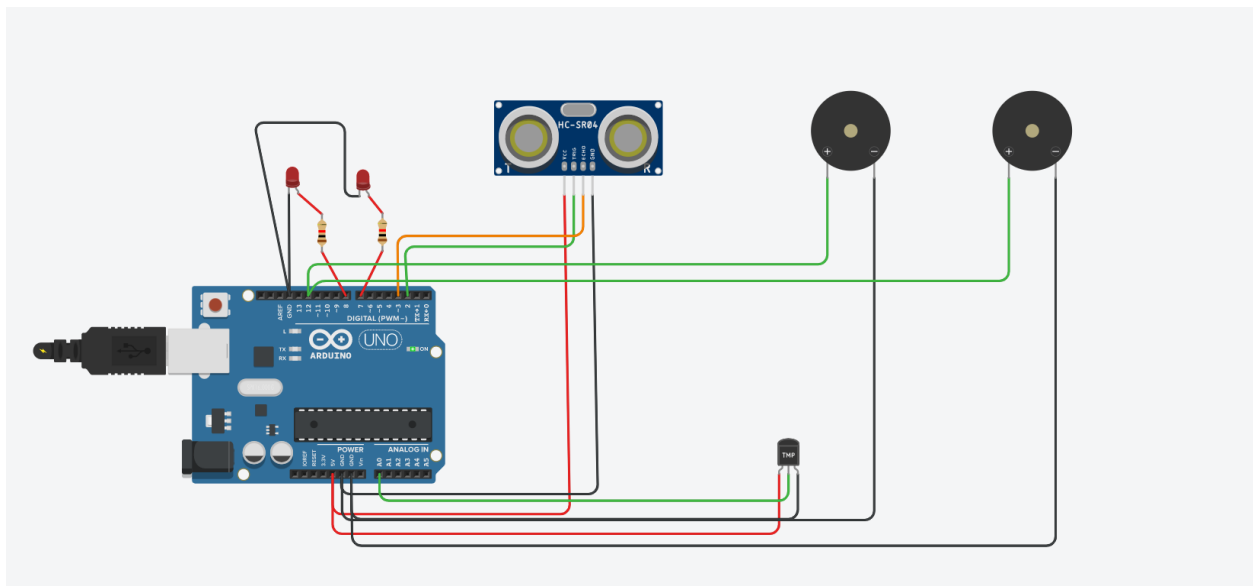 HC-SR04
VCC
TRIG
ECHO
GND
T
R
+
−
+
−
AREF
GND
13
12
~11
~10
~9
8
7
~6
~5
4
~3
2
TX→1
RX←0
DIGITAL (PWM~)
L
TX
RX
ARDUINO
UNO
ON
POWER
ANALOG IN
IOREF
RESET
3.3V
5V
GND
GND
Vin
A0
A1
A2
A3
A4
A5
TMP